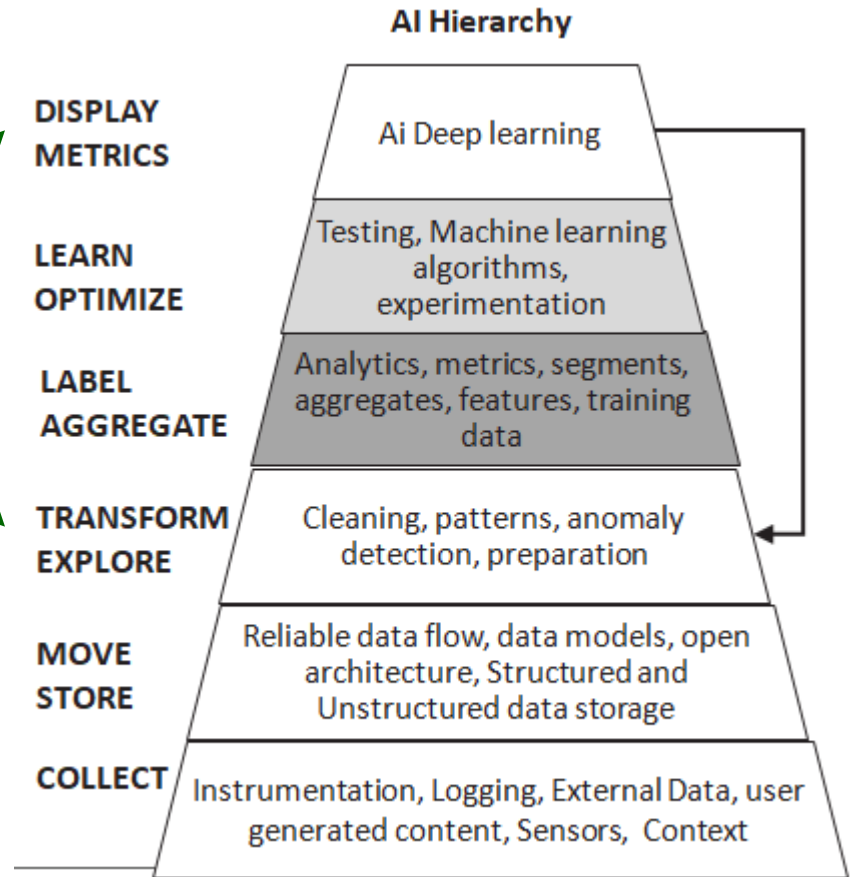 AI Hierarchy
DISPLAY
METRICS
Ai Deep learning
LEARN
OPTIMIZE
Testing, Machine learning
algorithms,
experimentation
LABEL
AGGREGATE
Analytics, metrics, segments,
aggregates, features, training
data
TRANSFORM
EXPLORE
Cleaning, patterns, anomaly
detection, preparation
MOVE
STORE
Reliable data flow, data models, open
architecture, Structured and
Unstructured data storage
COLLECT
Instrumentation, Logging, External Data, user
generated content, Sensors, Context